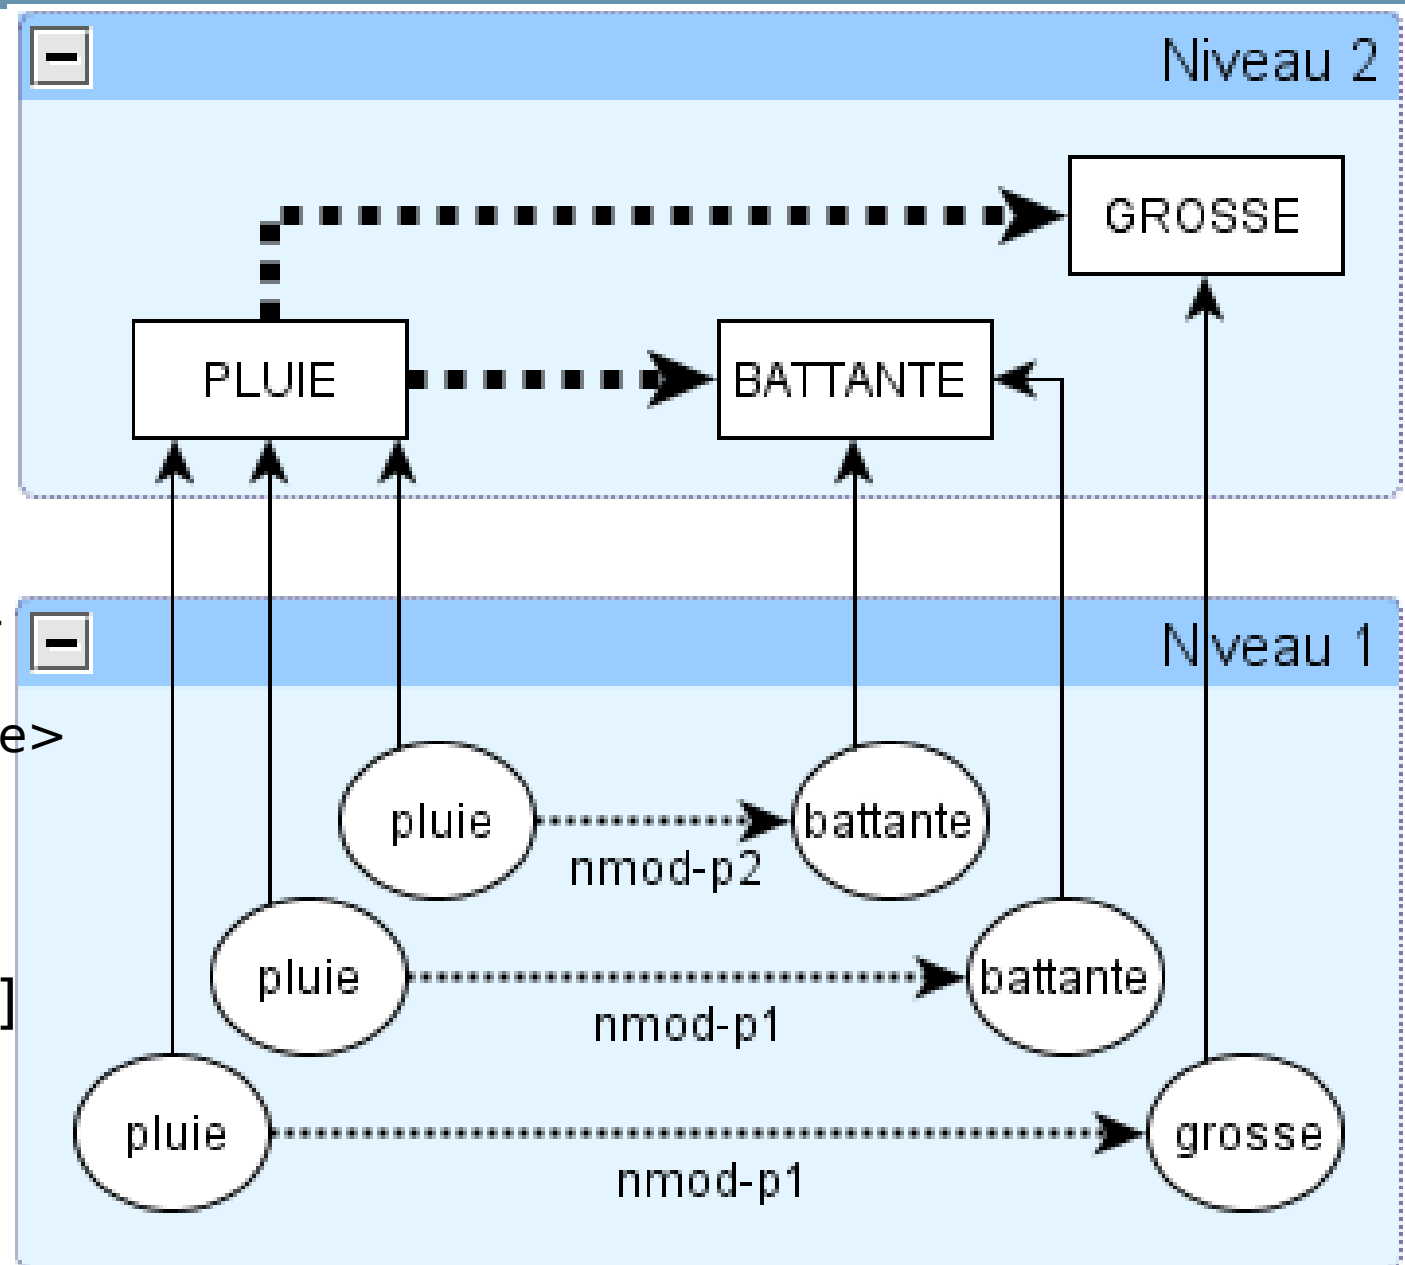 Niveau 2
GROSSE
PLUIE
BATTANTE
Niveau 1
e>
pluie
battante
nmod-p2
]
pluie
battante
nmod-p1
pluie
grosse
nmod-p1